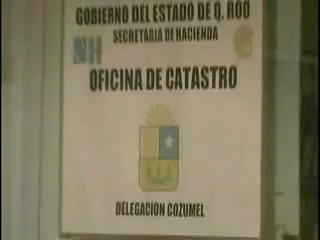 GOBIERNO DEL ESTADO DE Q. ROO
SECRETARIA DE HACIENDA
SH
OFICINA DE CATASTRO
DELEGACION COZUMEL